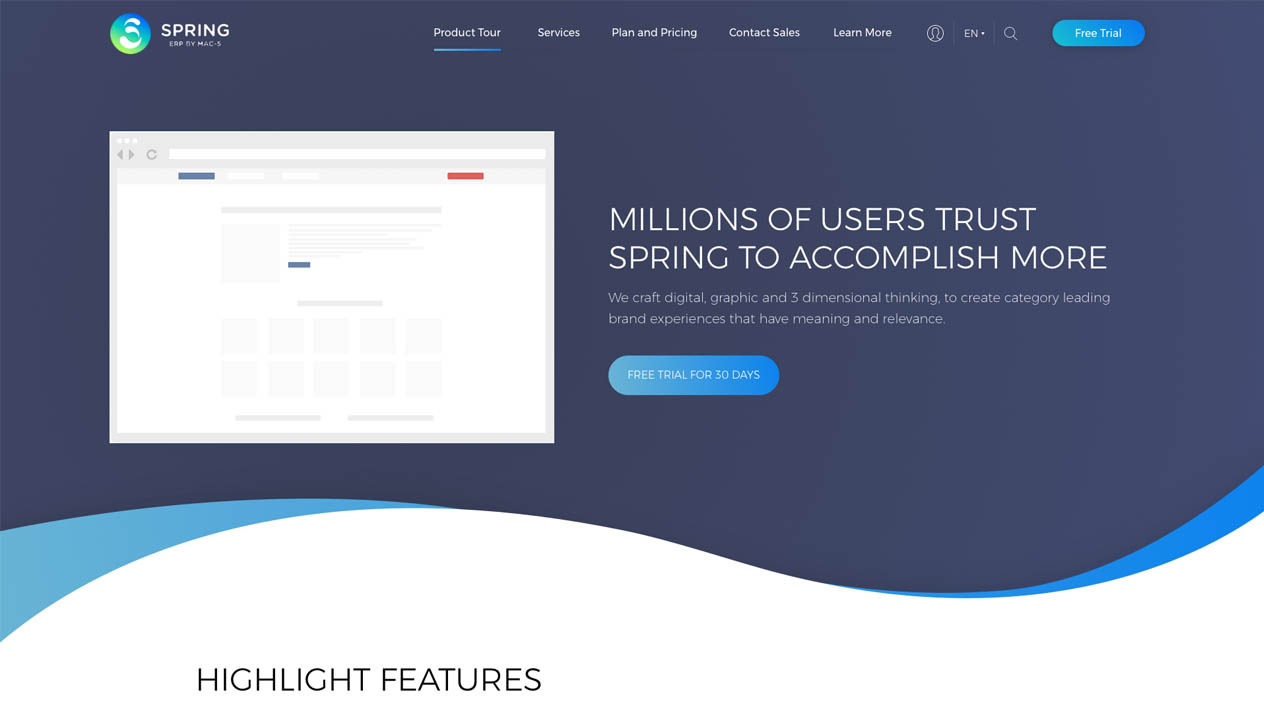 SPRING
ERP BY MAC-5
Product Tour
Services
Plan and Pricing
Contact Sales
Learn More
EN
Free Trial
MILLIONS OF USERS TRUST
SPRING TO ACCOMPLISH MORE
We craft digital, graphic and 3 dimensional thinking, to create category leading
brand experiences that have meaning and relevance.
FREE TRIAL FOR 30 DAYS
HIGHLIGHT FEATURES